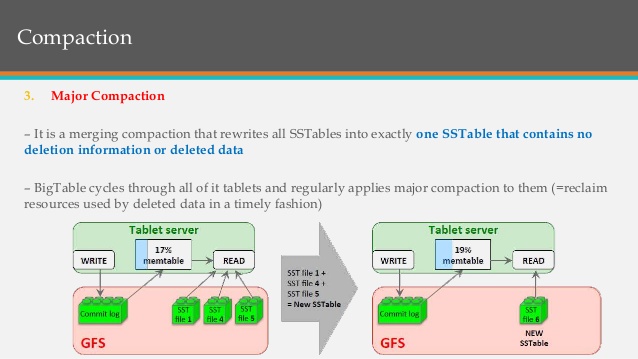 Compaction
3. Major Compaction
– It is a merging compaction that rewrites all SSTables into exactly one SSTable that contains no
deletion information or deleted data
– BigTable cycles through all of it tablets and regularly applies major compaction to them (=reclaim
resources used by deleted data in a timely fashion)
Tablet server
WRITE
17%
memtable
READ
Commit log
SST
file 1
SST
file 4
SST
file 5
GFS
SST file 1 +
SST file 4 +
SST file 5
= New SSTable
Tablet server
WRITE
19%
memtable
READ
Commit log
SST
file 6
NEW
SSTable
GFS